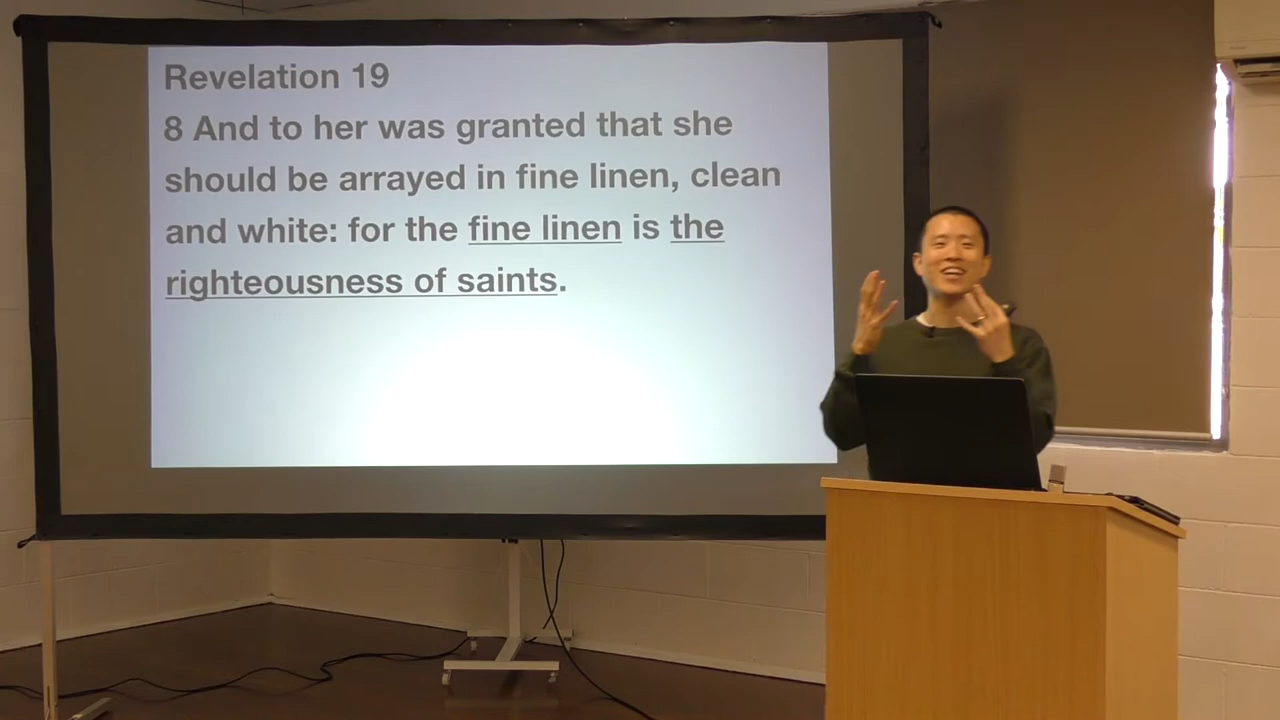 Revelation 19
8 And to her was granted that she
should be arrayed in fine linen, clean
and white: for the fine linen is the
righteousness of saints.